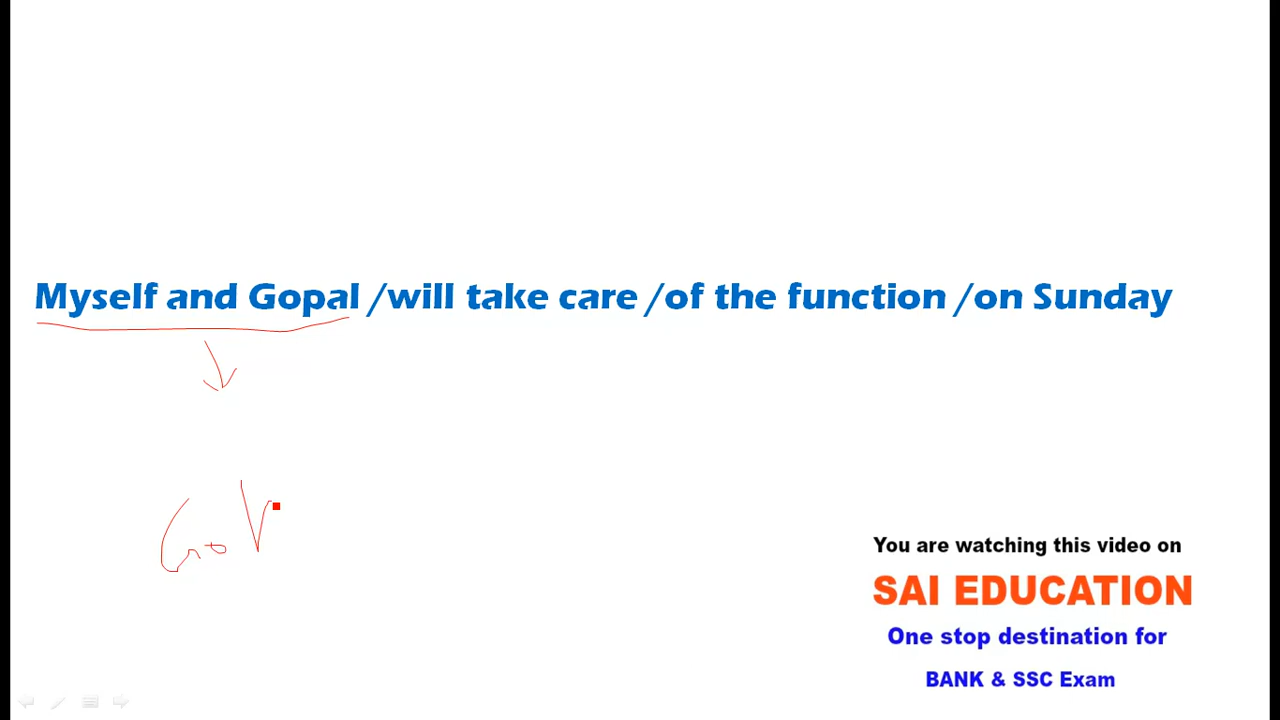 Myself and Gopal /will take care /of the function /on Sunday
Go
You are watching this video on
SAI EDUCATION
One stop destination for
BANK & SSC Exam